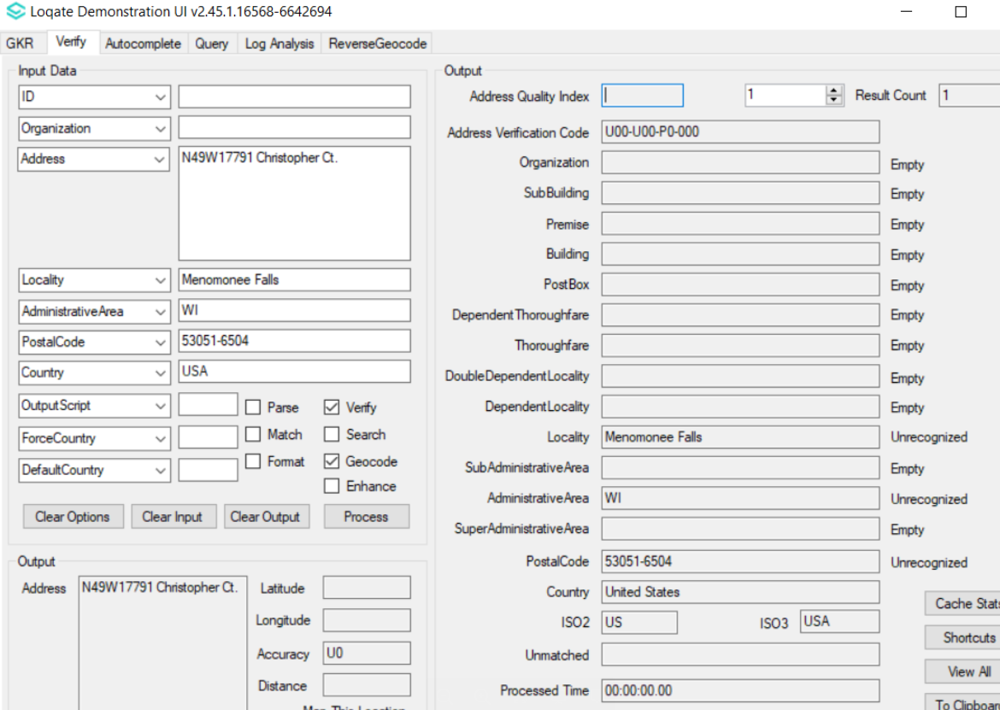 Loqate Demonstration UI v2.45.1.16568-6642694
GKR Verify Autocomplete Query Log Analysis ReverseGeocode
Input Data
ID
Organization
Address N49W17791 Christopher Ct.
Locality Menomonee Falls
AdministrativeArea WI
PostalCode 53051-6504
Country USA
OutputScript Parse Verify
ForceCountry Match Search
DefaultCountry Format Geocode
Enhance
Clear Options Clear Input Clear Output Process
Output
Address N49W17791 Christopher Ct. Latitude
Longitude
Accuracy U0
Distance
Map This Location
Output
Address Quality Index 1 Result Count 1
Address Verification Code U00-U00-P0-000
Organization Empty
SubBuilding Empty
Premise Empty
Building Empty
PostBox Empty
DependentThoroughfare Empty
Thoroughfare Empty
DoubleDependentLocality Empty
DependentLocality Empty
Locality Menomonee Falls Unrecognized
SubAdministrativeArea Empty
AdministrativeArea WI Unrecognized
SuperAdministrativeArea Empty
PostalCode 53051-6504 Unrecognized
Country United States
ISO2 US ISO3 USA
Unmatched
Processed Time 00:00:00.00
Cache Stats
Shortcuts
View All
To Clipboar